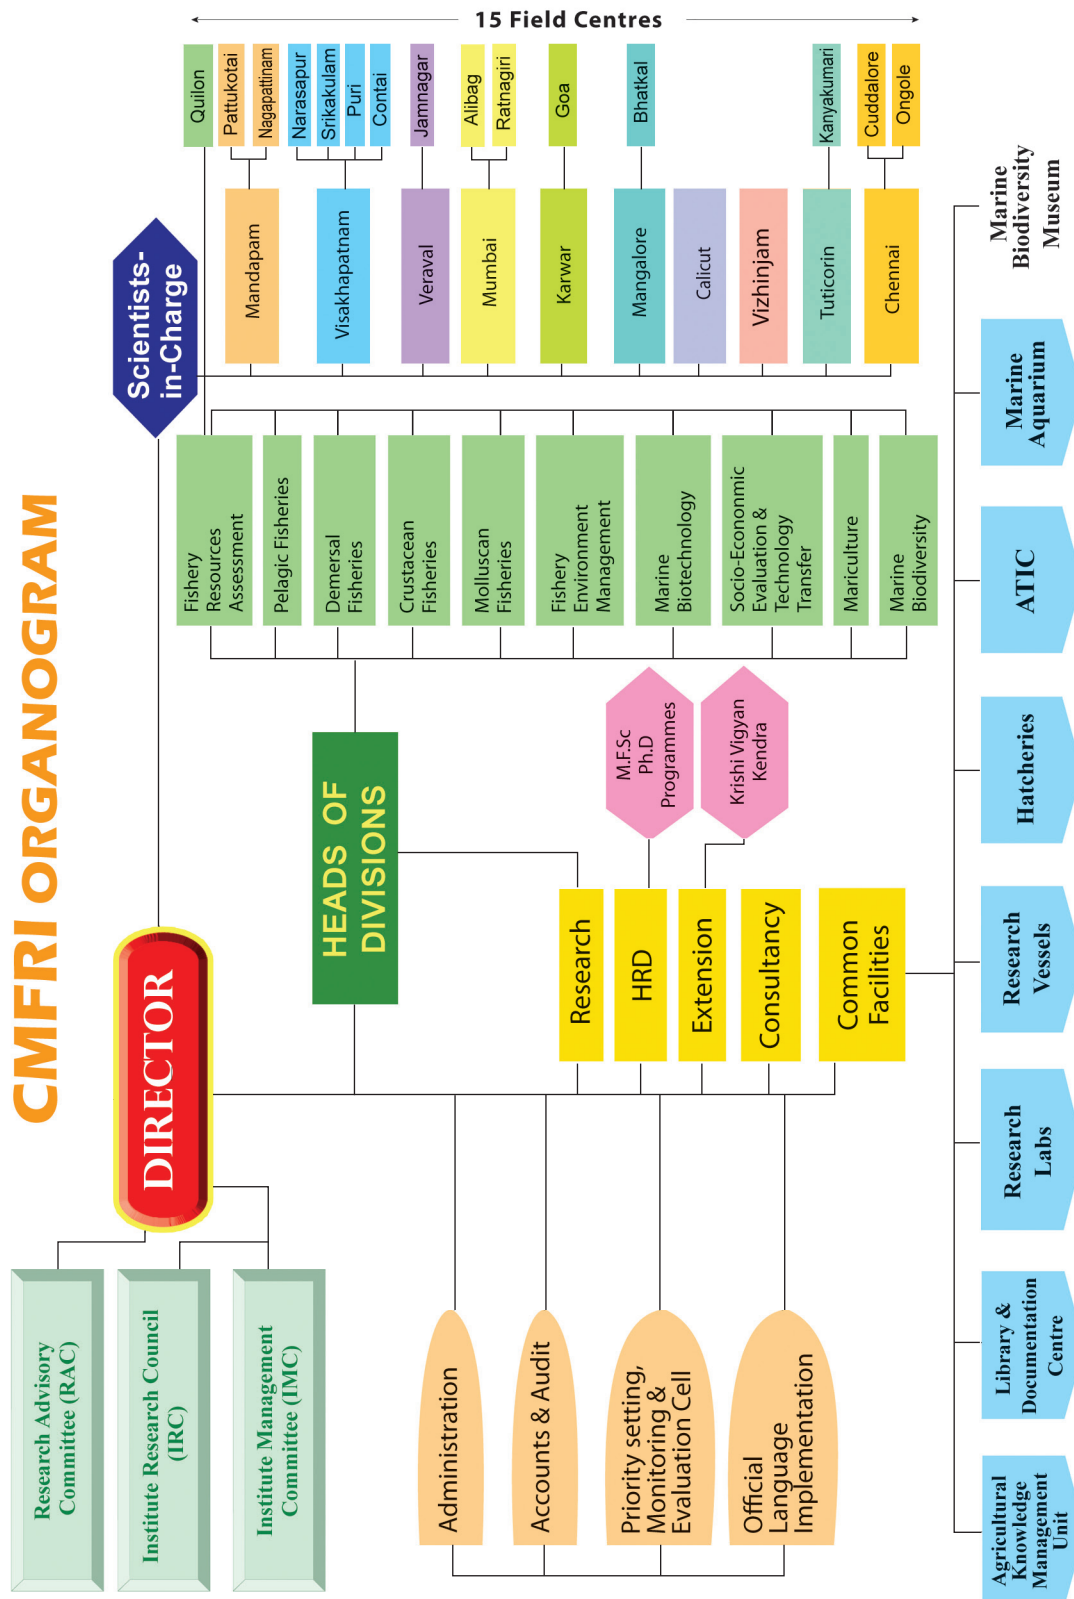 CMFRI ORGANOGRAM
DIRECTOR
Research Advisory
Committee (RAC)
Institute Research Council
(IRC)
Institute Management
Committee (IMC)
Scientists-
in-Charge
HEADS OF
DIVISIONS
Administration
Accounts & Audit
Priority setting,
Monitoring &
Evaluation Cell
Official
Language
Implementation
Research
HRD
Extension
Consultancy
Common
Facilities
M.F.Sc
Ph.D
Programmes
Krishi Vigyan
Kendra
Fishery
Resources
Assessment
Pelagic Fisheries
Demersal
Fisheries
Crustacean
Fisheries
Molluscan
Fisheries
Fishery
Environment
Management
Marine
Biotechnology
Socio-Econonmic
Evaluation &
Technology
Transfer
Mariculture
Marine
Biodiversity
Mandapam
Visakhapatnam
Veraval
Mumbai
Karwar
Mangalore
Calicut
Vizhinjam
Tuticorin
Chennai
Quilon
Pattukotai
Nagapattinam
Narasapur
Srikakulam
Puri
Contai
Jamnagar
Alibag
Ratnagiri
Goa
Bhatkal
Kanyakumari
Cuddalore
Ongole
15 Field Centres
Agricultural
Knowledge
Management
Unit
Library &
Documentation
Centre
Research
Labs
Research
Vessels
Hatcheries
ATIC
Marine
Aquarium
Marine
Biodiversity
Museum